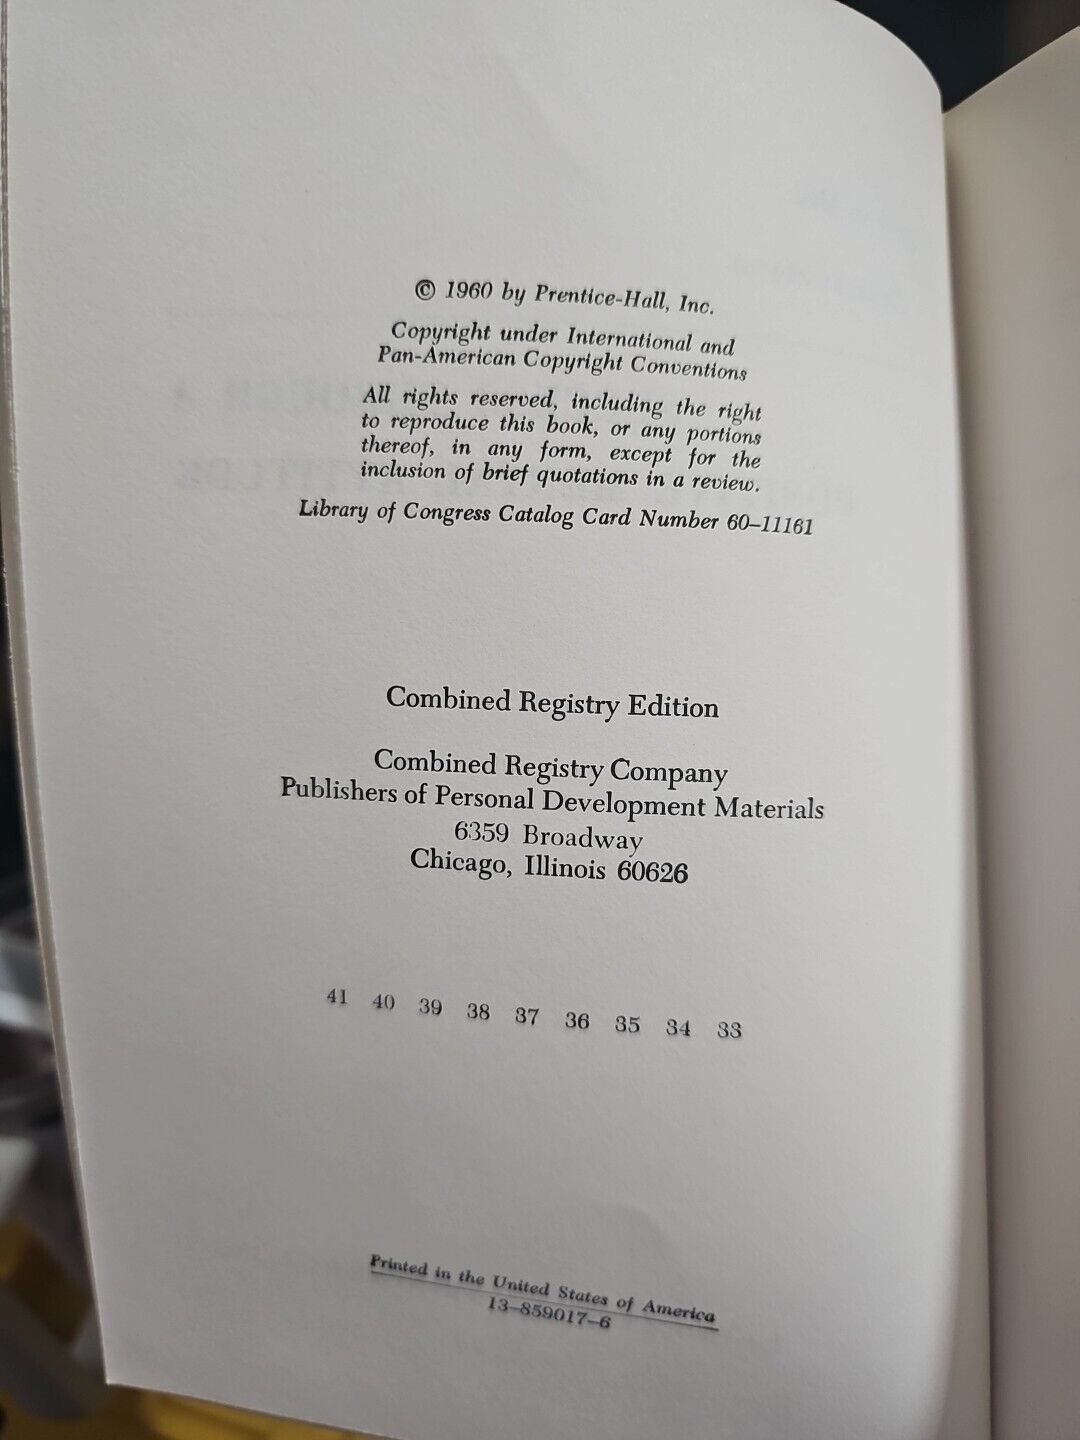 © 1960 by Prentice-Hall, Inc.
Copyright under International and
Pan-American Copyright Conventions
All rights reserved, including the right
to reproduce this book, or any portions
thereof, in any form, except for the
inclusion of brief quotations in a review.
Library of Congress Catalog Card Number 60–11161
Combined Registry Edition
Combined Registry Company
Publishers of Personal Development Materials
6359 Broadway
Chicago, Illinois 60626
41 40 39 38 37 36 35 34 33
Printed in the United States of America
13–859017–6